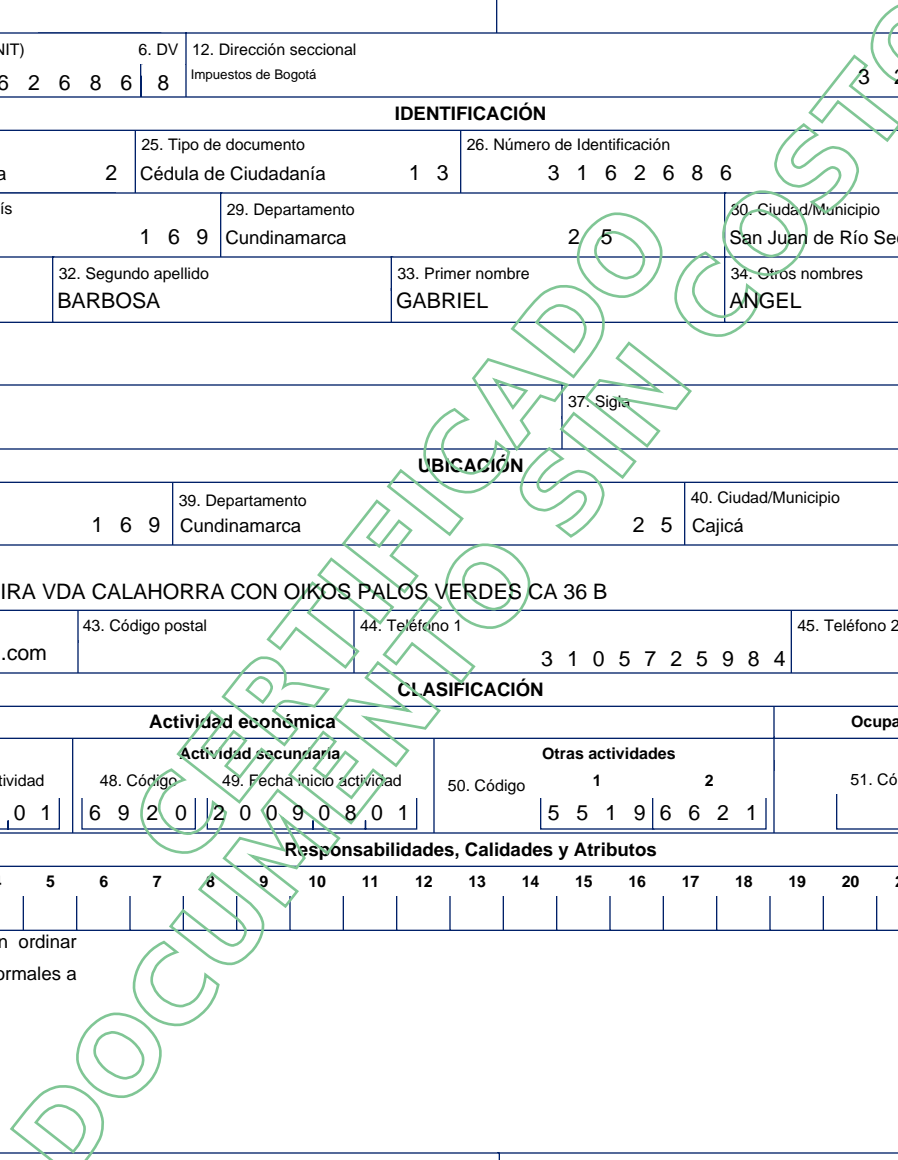 NIT) 6. DV 12. Dirección seccional
Impuestos de Bogotá
6 2 6 8 6 8 3 2
IDENTIFICACIÓN
25. Tipo de documento 26. Número de Identificación
a 2 Cédula de Ciudadanía 1 3 3 1 6 2 6 8 6
ís 29. Departamento 30. Ciudad/Municipio
1 6 9 Cundinamarca 2 5 San Juan de Río Sec
32. Segundo apellido 33. Primer nombre 34. Otros nombres
BARBOSA GABRIEL ANGEL
37. Sigla
UBICACIÓN
39. Departamento 40. Ciudad/Municipio
1 6 9 Cundinamarca 2 5 Cajicá
IRA VDA CALAHORRA CON OIKOS PALOS VERDES CA 36 B
43. Código postal 44. Teléfono 1 45. Teléfono 2
.com 3 1 0 5 7 2 5 9 8 4
CLASIFICACIÓN
Actividad económica Ocupa
Actividad secundaria Otras actividades
tividad 48. Código 49. Fecha inicio actividad 50. Código 1 2 51. Có
0 1 6 9 2 0 2 0 0 9 0 8 0 1 5 5 1 9 6 6 2 1
Responsabilidades, Calidades y Atributos
5 6 7 8 9 10 11 12 13 14 15 16 17 18 19 20
n ordinar
ormales a
CERTIFICADO
DOCUMENTO SIN COSTO